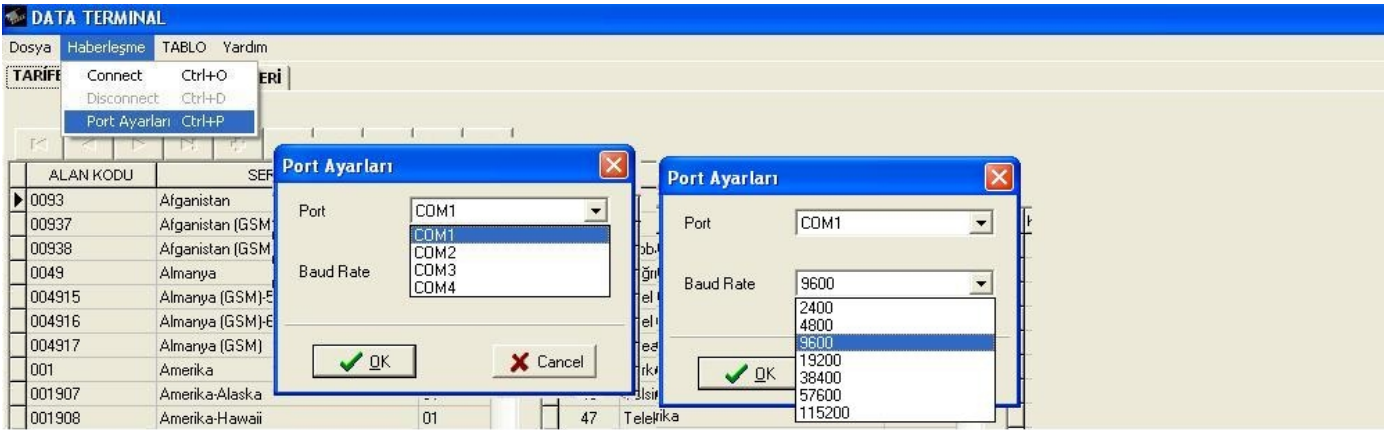 DATA TERMINAL
Dosya Haberleşme TABLO Yardım
TARİFE ERİ
Connect Ctrl+O
Disconnect Ctrl+D
Port Ayarları Ctrl+P
ALAN KODU SER
0093 Afganistan
00937 Afganistan (GSM
00938 Afganistan (GSM
0049 Almanya
004915 Almanya (GSM)-E
004916 Almanya (GSM)-E
004917 Almanya (GSM)
001 Amerika
001907 Amerika-Alaska
001908 Amerika-Hawaii 01
47
Port Ayarları
Port COM1
COM1
COM2
COM3
COM4
Baud Rate
OK Cancel
Port Ayarları
Port COM1
Baud Rate 9600
2400
4800
9600
19200
38400
57600
115200
OK